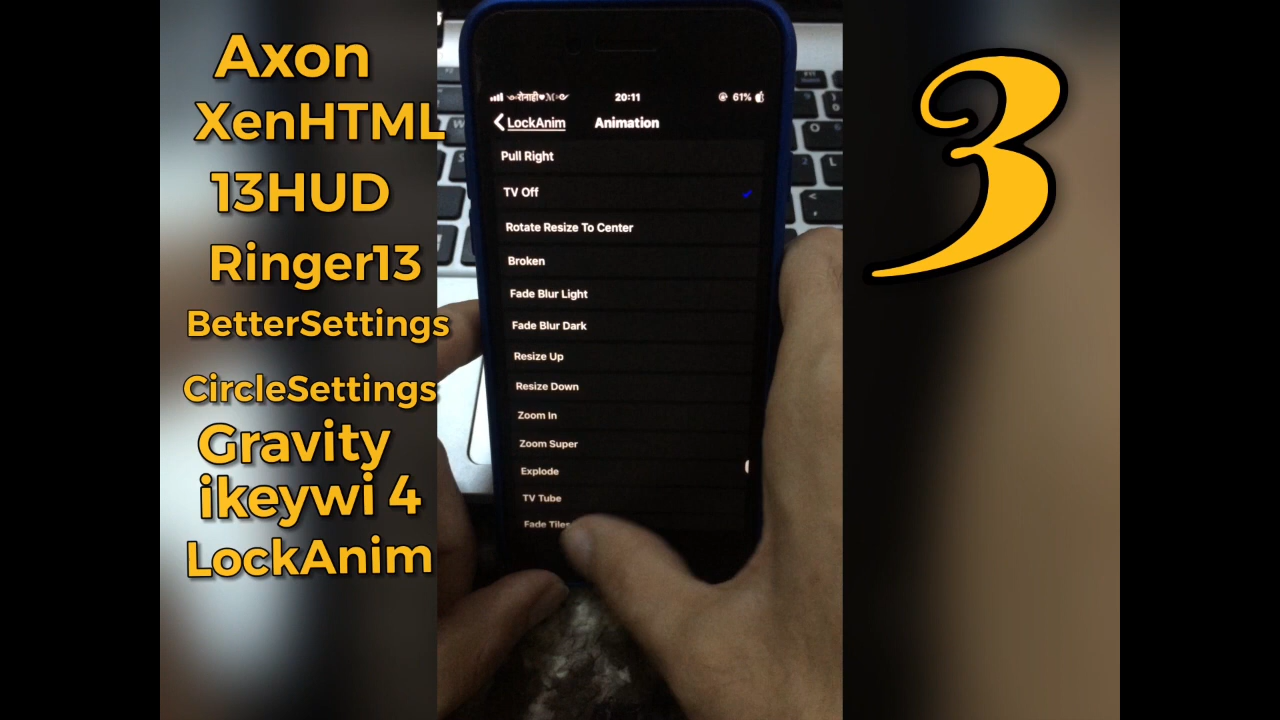 Axon
XenHTML
13HUD
Ringer13
BetterSettings
CircleSettings
Gravity
ikeywi 4
LockAnim
3
रोनाही♥M 20:11 61%
LockAnim Animation
Pull Right
TV Off
Rotate Resize To Center
Broken
Fade Blur Light
Fade Blur Dark
Resize Up
Resize Down
Zoom In
Zoom Super
Explode
TV Tube
Fade Tiles